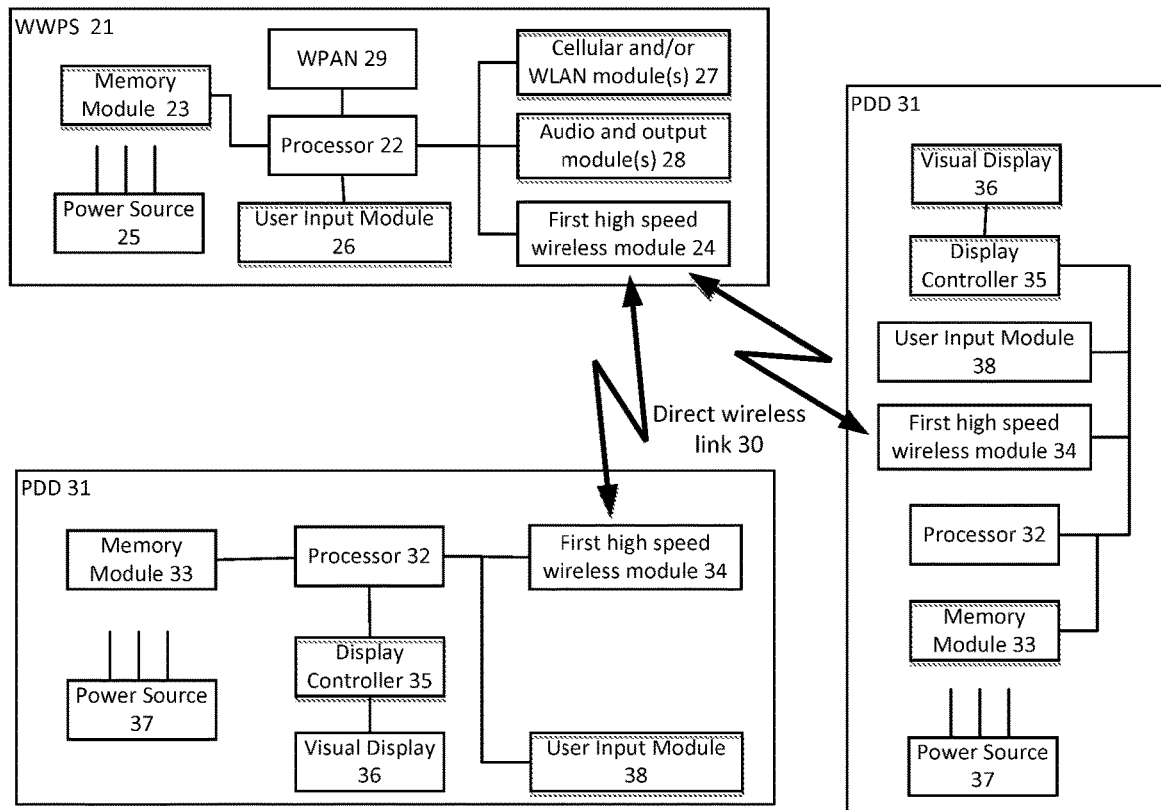 WWPS 21
WPAN 29
Memory
Module 23
Processor 22
Power Source
25
User Input Module
26
Cellular and/or
WLAN module(s) 27
Audio and output
module(s) 28
First high speed
wireless module 24
Direct wireless
link 30
PDD 31
Memory
Module 33
Processor 32
First high speed
wireless module 34
Power Source
37
Display
Controller 35
Visual Display
36
User Input Module
38
PDD 31
Visual Display
36
Display
Controller 35
User Input Module
38
First high speed
wireless module 34
Processor 32
Memory
Module 33
Power Source
37